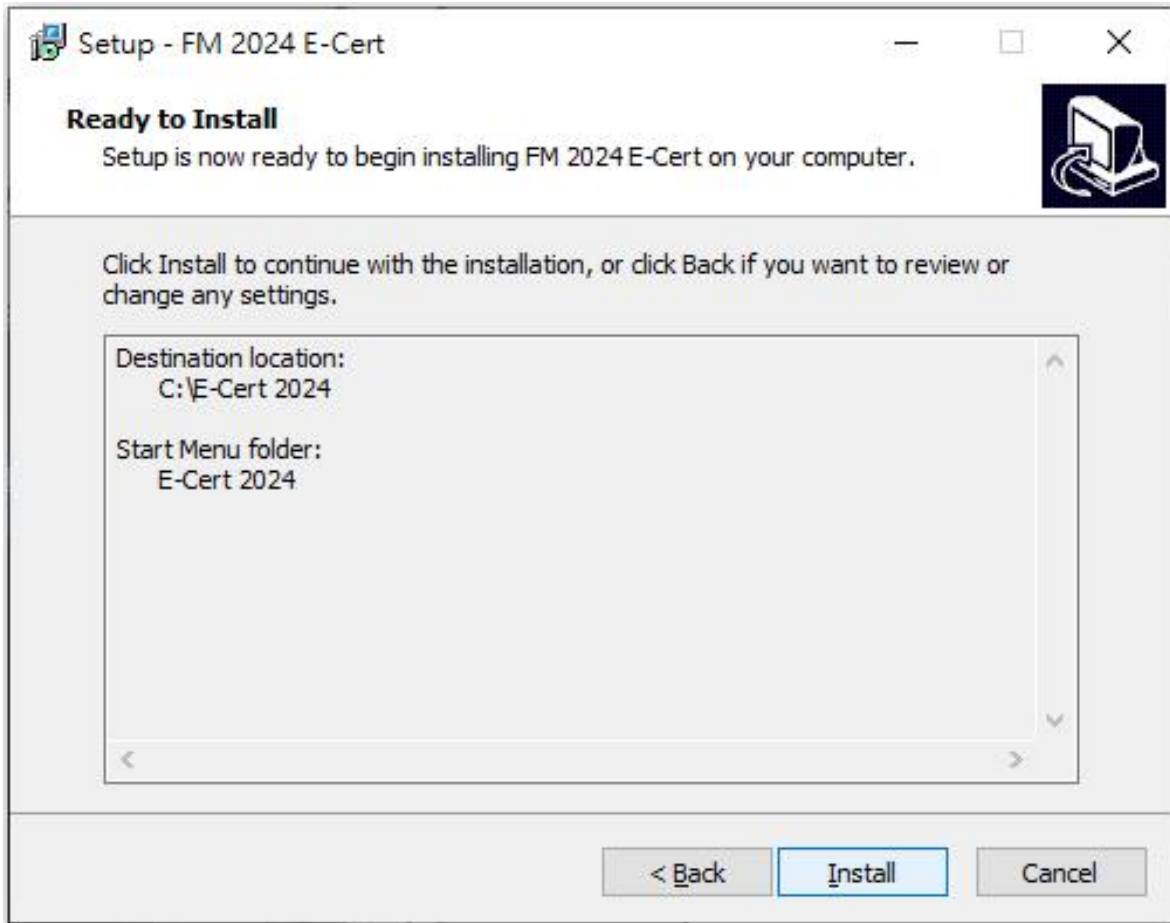 Setup - FM 2024 E-Cert
Ready to Install
Setup is now ready to begin installing FM 2024 E-Cert on your computer.
Click Install to continue with the installation, or click Back if you want to review or
change any settings.
Destination location:
C:\E-Cert 2024
Start Menu folder:
E-Cert 2024
< Back
Install
Cancel